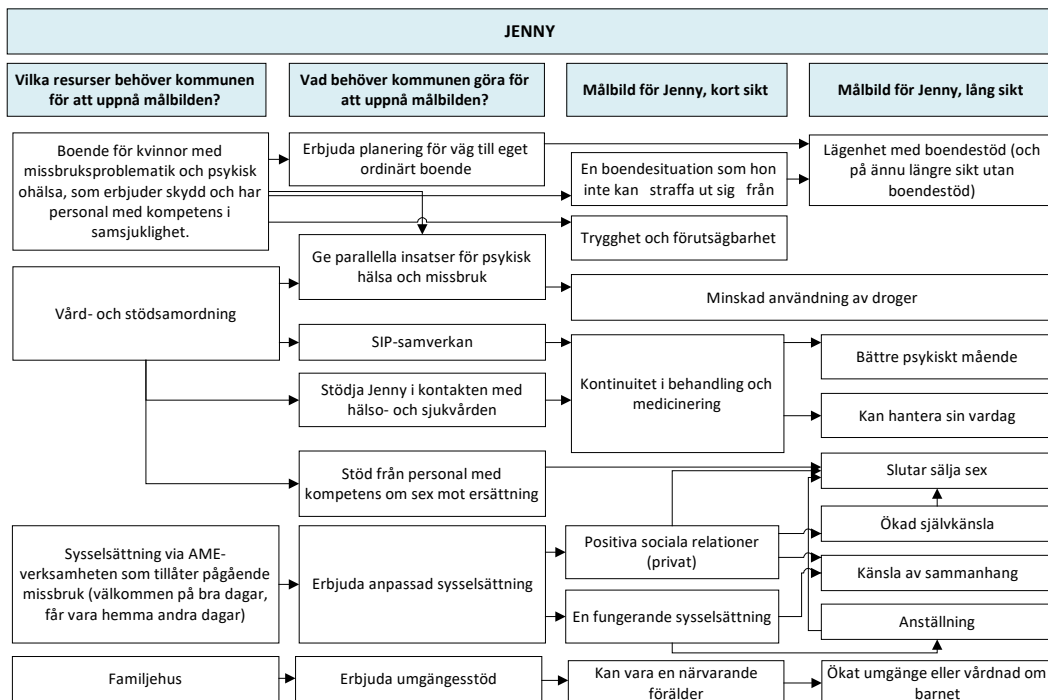 JENNY
Vilka resurser behöver kommunen
för att uppnå målbilden?
Vad behöver kommunen göra för
att uppnå målbilden?
Målbild för Jenny, kort sikt
Målbild för Jenny, lång sikt
Boende för kvinnor med
missbruksproblematik och psykisk
ohälsa, som erbjuder skydd och har
personal med kompetens i
samsjuklighet.
Erbjuda planering för väg till eget
ordinärt boende
En boendesituation som hon
inte kan straffa ut sig från
Lägenhet med boendestöd (och
på ännu längre sikt utan
boendestöd)
Trygghet och förutsägbarhet
Ge parallella insatser för psykisk
hälsa och missbruk
Minskad användning av droger
Vård- och stödsamordning
SIP-samverkan
Stödja Jenny i kontakten med
hälso- och sjukvården
Kontinuitet i behandling och
medicinering
Bättre psykiskt mående
Kan hantera sin vardag
Stöd från personal med
kompetens om sex mot ersättning
Slutar sälja sex
Ökad självkänsla
Sysselsättning via AME-
verksamheten som tillåter pågående
missbruk (välkommen på bra dagar,
får vara hemma andra dagar)
Erbjuda anpassad sysselsättning
Positiva sociala relationer
(privat)
Känsla av sammanhang
En fungerande sysselsättning
Anställning
Familjehus
Erbjuda umgängesstöd
Kan vara en närvarande
förälder
Ökat umgänge eller vårdnad om
barnet